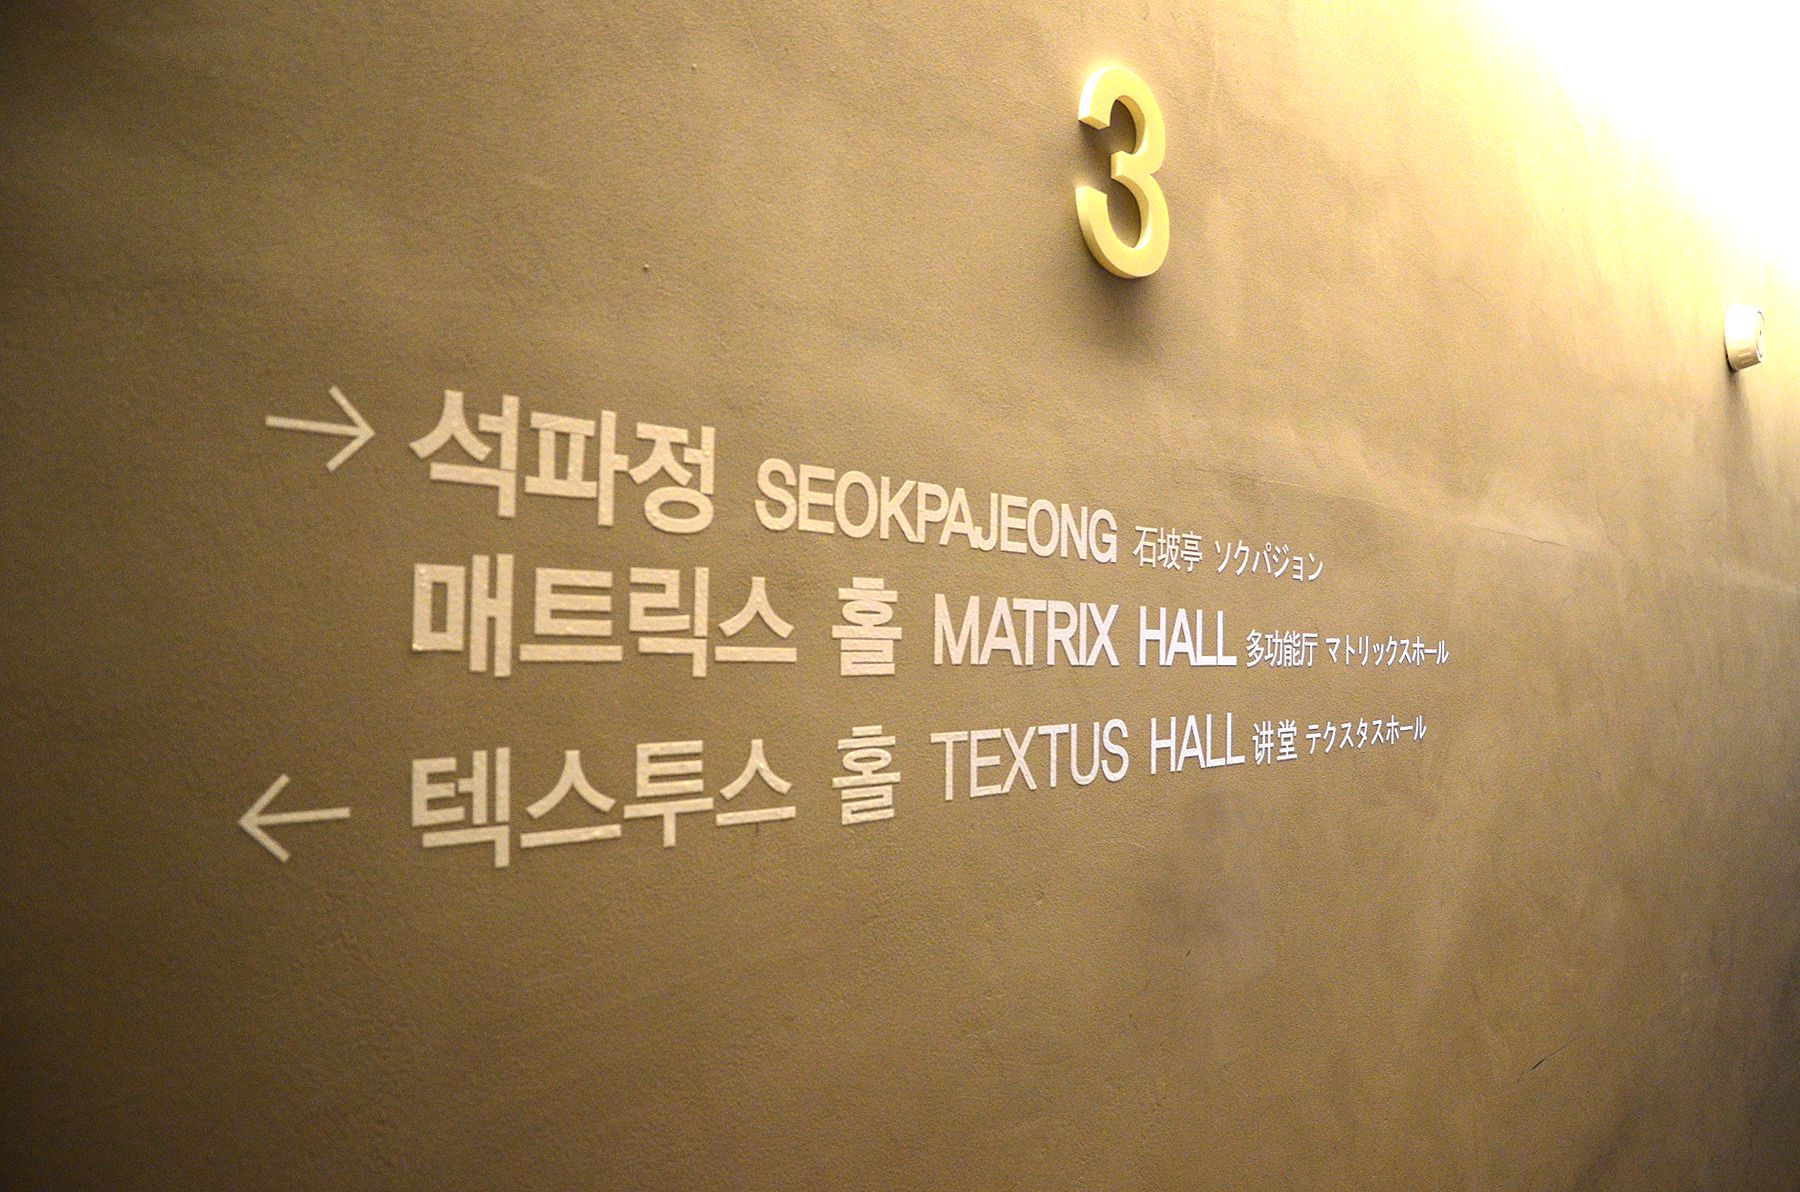 3
→ 석파정 SEOKPAJEONG 石坡亭 ソクパジョン
매트릭스 홀 MATRIX HALL 多功能厅 マトリックスホール
← 텍스투스 홀 TEXTUS HALL 讲堂 テクスタスホール